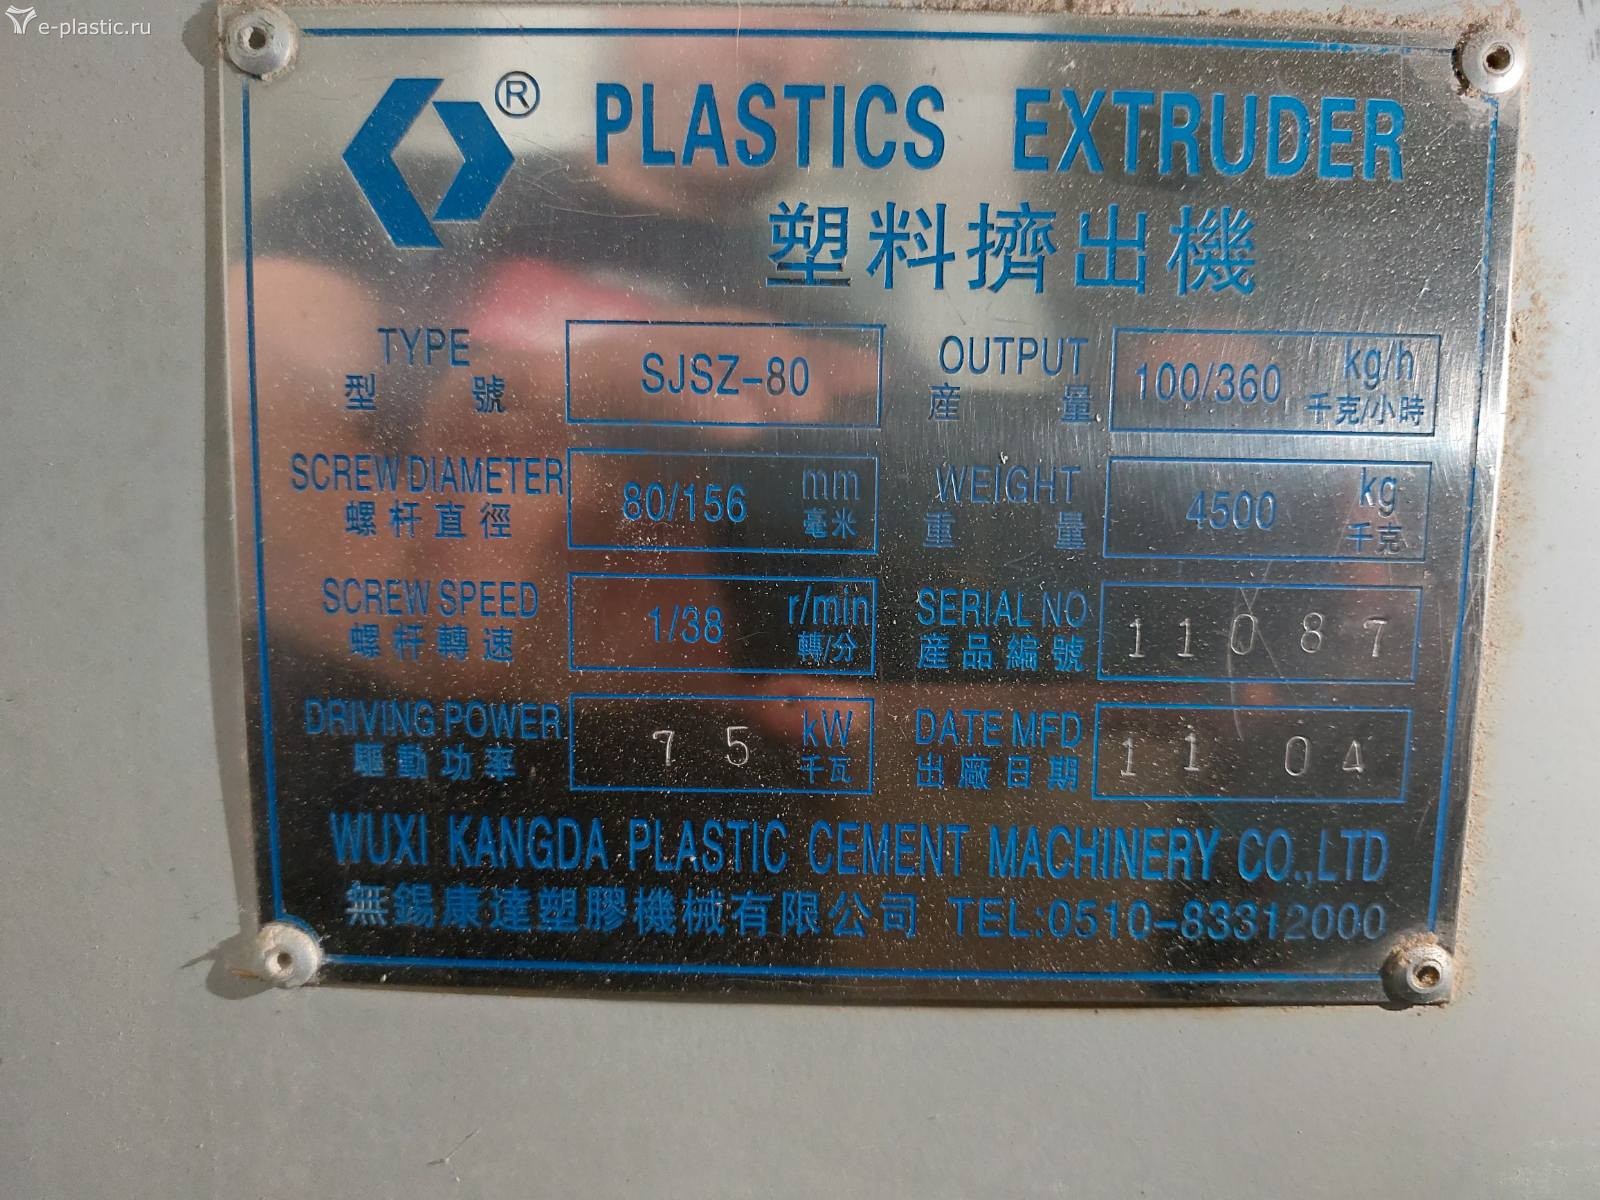 e-plastic.ru
® PLASTICS EXTRUDER
塑料擠出機
TYPE
型號
SJSZ-80
OUTPUT
産量
100/360 kg/h
千克/小時
SCREW DIAMETER
螺杆直徑
80/156 mm
毫米
WEIGHT
重量
4500 kg
千克
SCREW SPEED
螺杆轉速
1/38 r/min
轉/分
SERIAL NO
産品編號
11087
DRIVING POWER
驅動功率
75 kW
千瓦
DATE MFD
出廠日期
11 04
WUXI KANGDA PLASTIC CEMENT MACHINERY CO.,LTD
無錫康達塑膠機械有限公司 TEL:0510-83312000